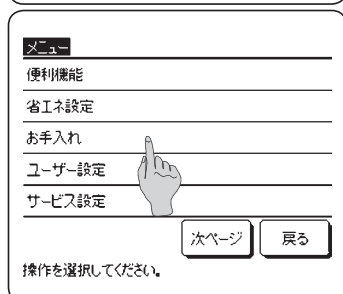 メニュー
便利機能
省エネ設定
お手入れ
ユーザー設定
サービス設定
次ページ 戻る
操作を選択してください。